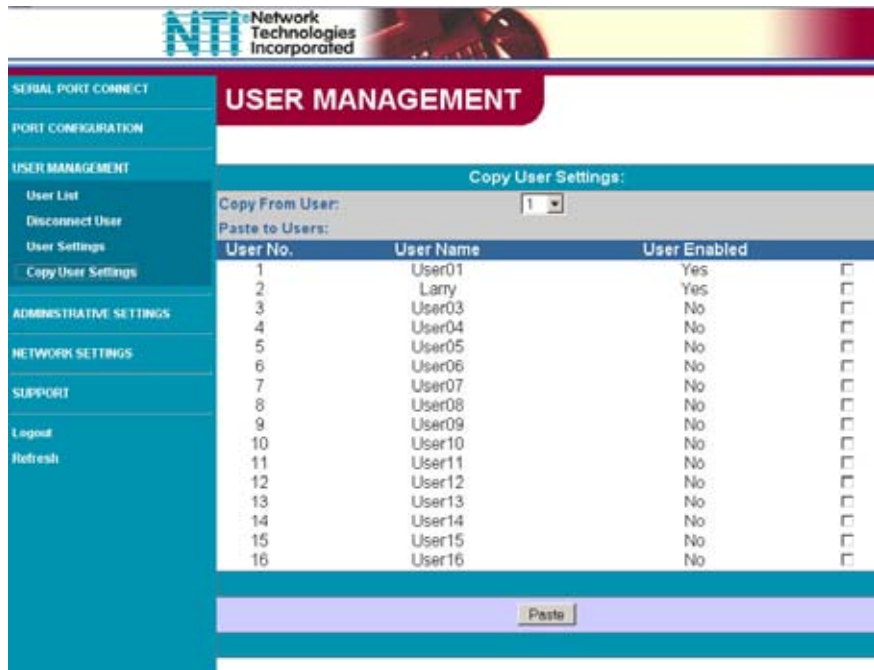 NTI
Network
Technologies
Incorporated
SERIAL PORT CONNECT
PORT CONFIGURATION
USER MANAGEMENT
User List
Disconnect User
User Settings
Copy User Settings
ADMINISTRATIVE SETTINGS
NETWORK SETTINGS
SUPPORT
Logout
Refresh
USER MANAGEMENT
Copy User Settings:
Copy From User: 1
Paste to Users:
User No. User Name User Enabled
1 User01 Yes
2 Larry Yes
3 User03 No
4 User04 No
5 User05 No
6 User06 No
7 User07 No
8 User08 No
9 User09 No
10 User10 No
11 User11 No
12 User12 No
13 User13 No
14 User14 No
15 User15 No
16 User16 No
Paste